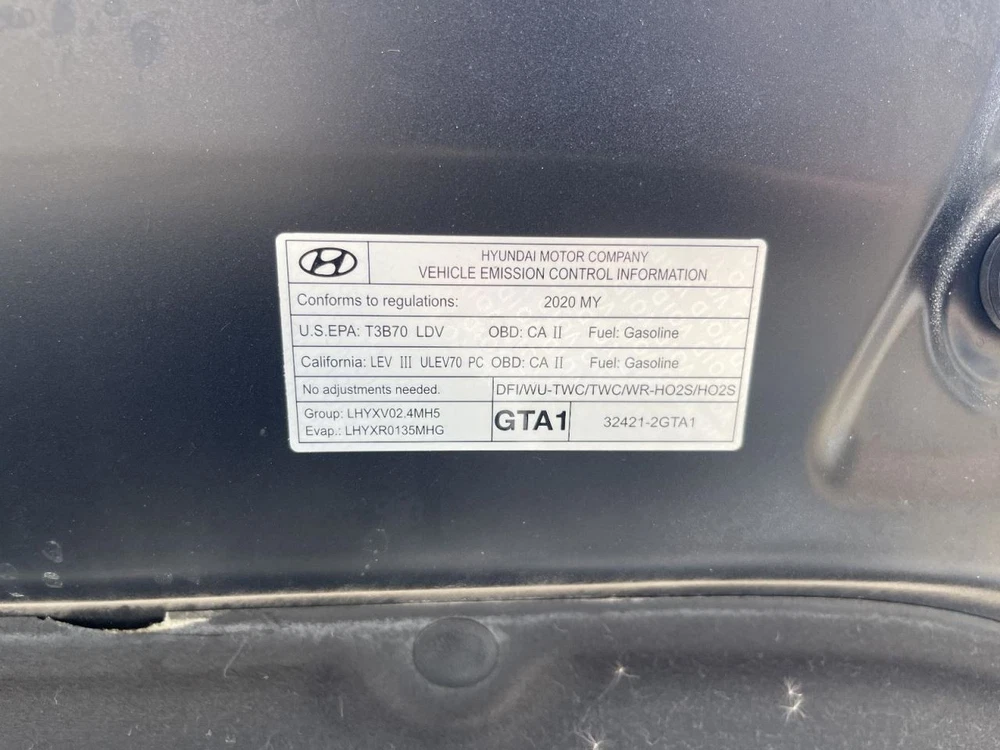 HYUNDAI MOTOR COMPANY
VEHICLE EMISSION CONTROL INFORMATION
Conforms to regulations: 2020 MY
U.S.EPA: T3B70 LDV OBD: CA II Fuel: Gasoline
California: LEV III ULEV70 PC OBD: CA II Fuel: Gasoline
No adjustments needed. DFI/WU-TWC/TWC/WR-HO2S/HO2S
Group: LHYXV02.4MH5
Evap.: LHYXR0135MHG
GTA1
32421-2GTA1